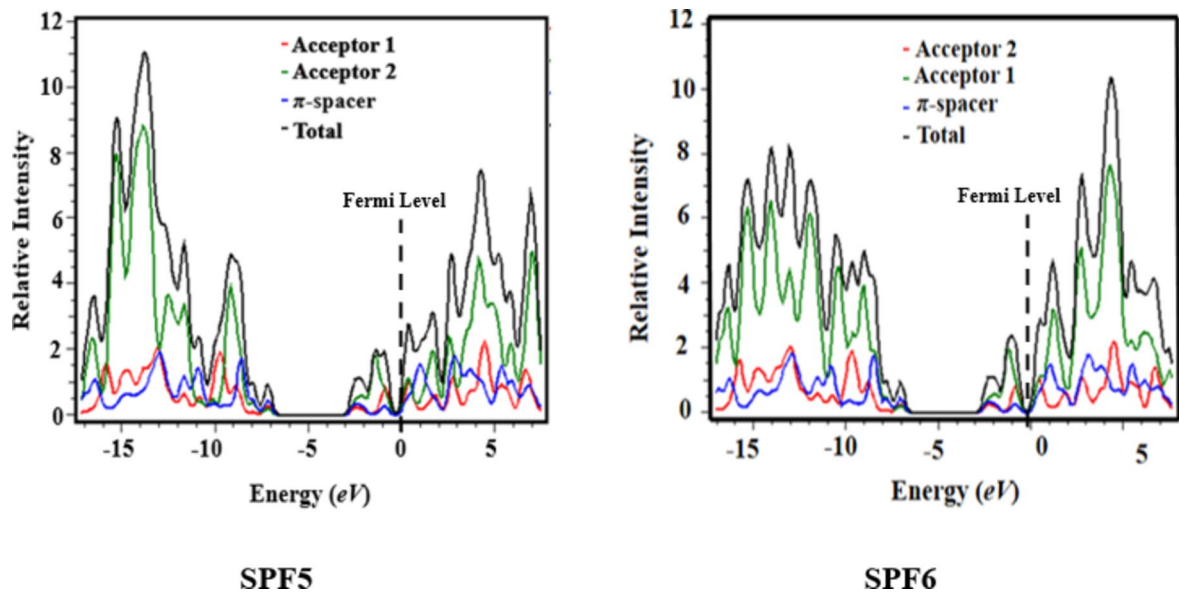 12
10
8
6
4
2
0
Relative Intensity
Acceptor 1
Acceptor 2
π-spacer
Total
Fermi Level
-15
-10
0
5
Energy (eV)
SPF5
12
10
8
6
4
2
0
Relative Intensity
Acceptor 2
Acceptor 1
π-spacer
Total
Fermi Level
-15
-10
0
5
Energy (eV)
SPF6